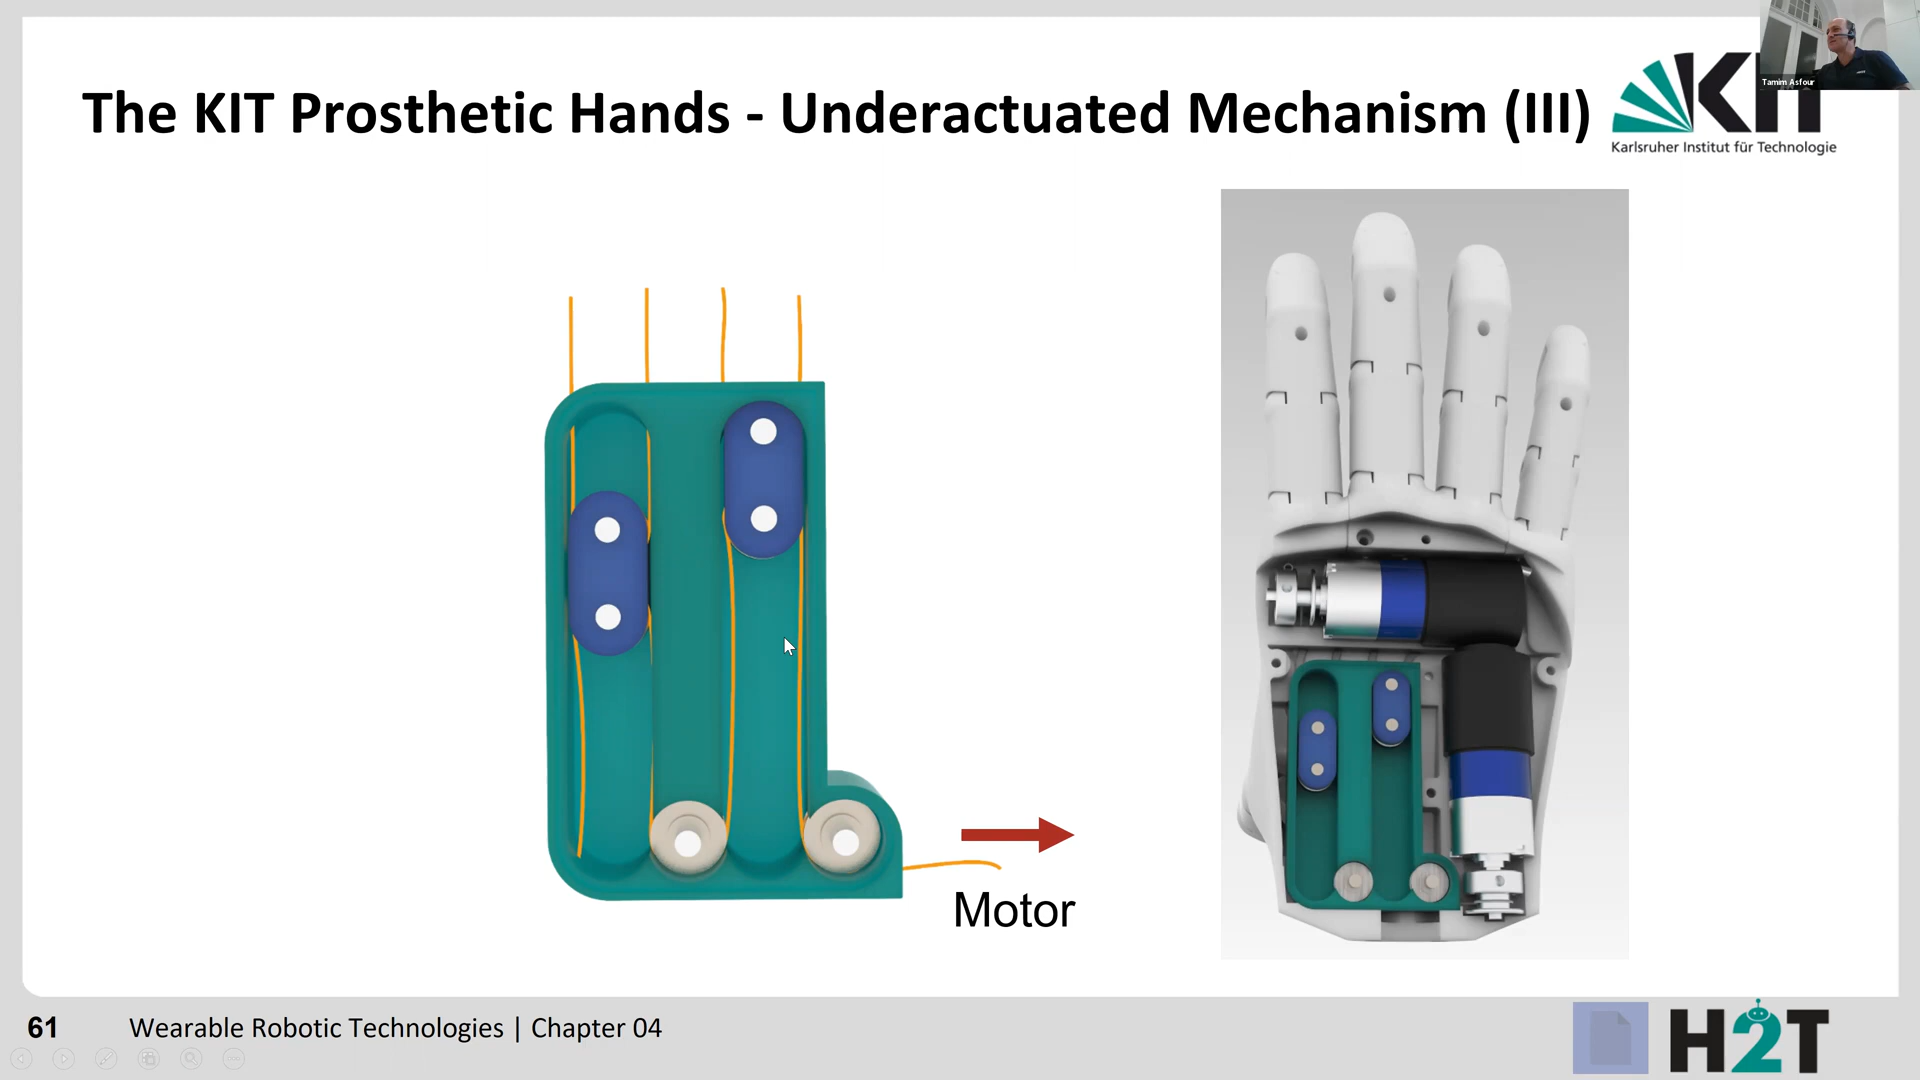 Tamim Asfour
The KIT Prosthetic Hands - Underactuated Mechanism (III)
KIT
Karlsruher Institut für Technologie
Motor
61
Wearable Robotic Technologies | Chapter 04
H2T